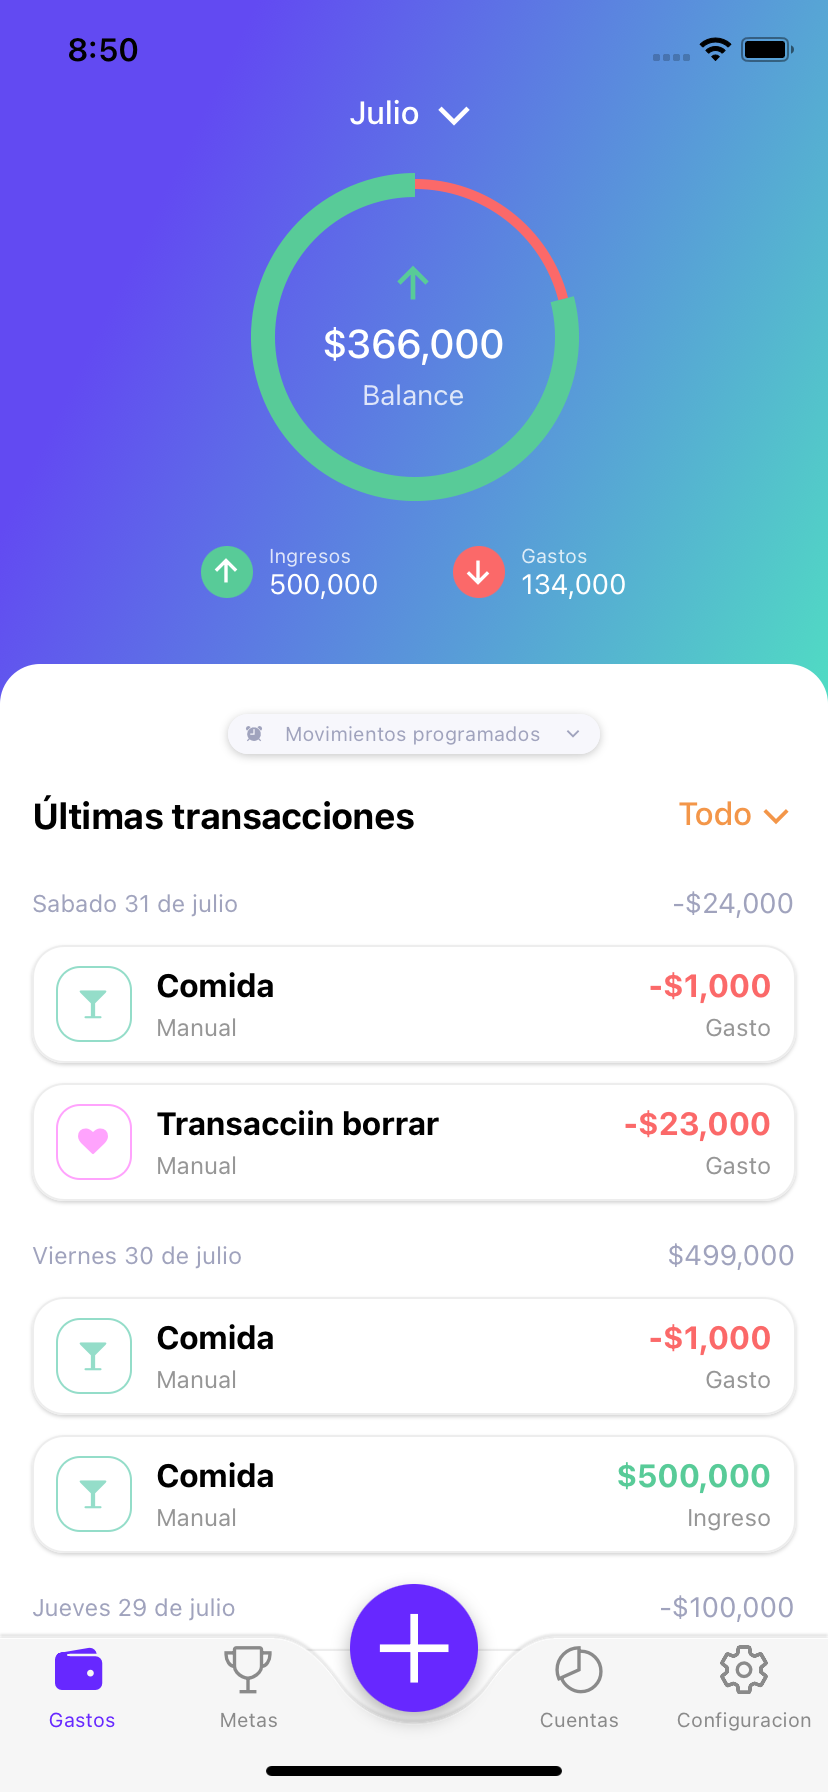 8:50
Julio
$366,000
Balance
Ingresos
500,000
Gastos
134,000
Movimientos programados
Últimas transacciones
Todo
Sabado 31 de julio
-$24,000
Comida
-$1,000
Manual
Gasto
Transacciin borrar
-$23,000
Manual
Gasto
Viernes 30 de julio
$499,000
Comida
-$1,000
Manual
Gasto
Comida
$500,000
Manual
Ingreso
Jueves 29 de julio
-$100,000
Gastos
Metas
Cuentas
Configuracion